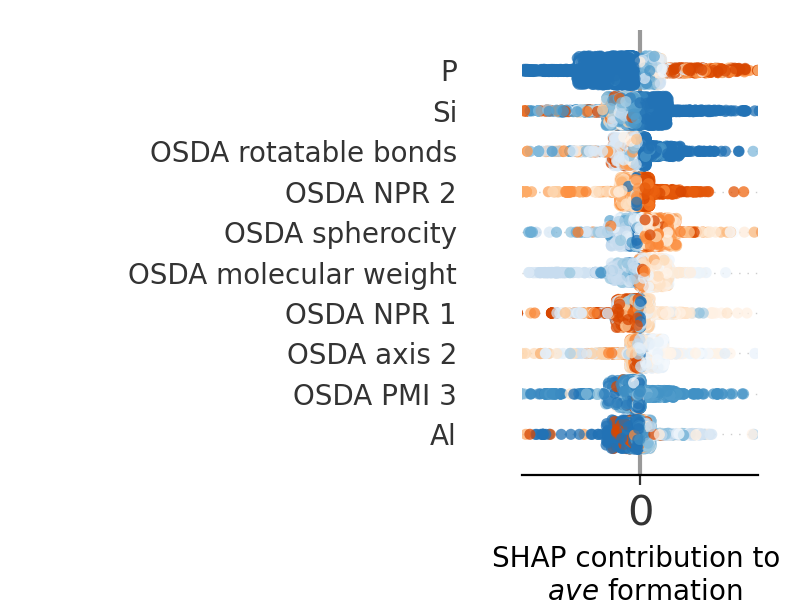 P
Si
OSDA rotatable bonds
OSDA NPR 2
OSDA spherocity
OSDA molecular weight
OSDA NPR 1
OSDA axis 2
OSDA PMI 3
Al
0
SHAP contribution to
ave formation